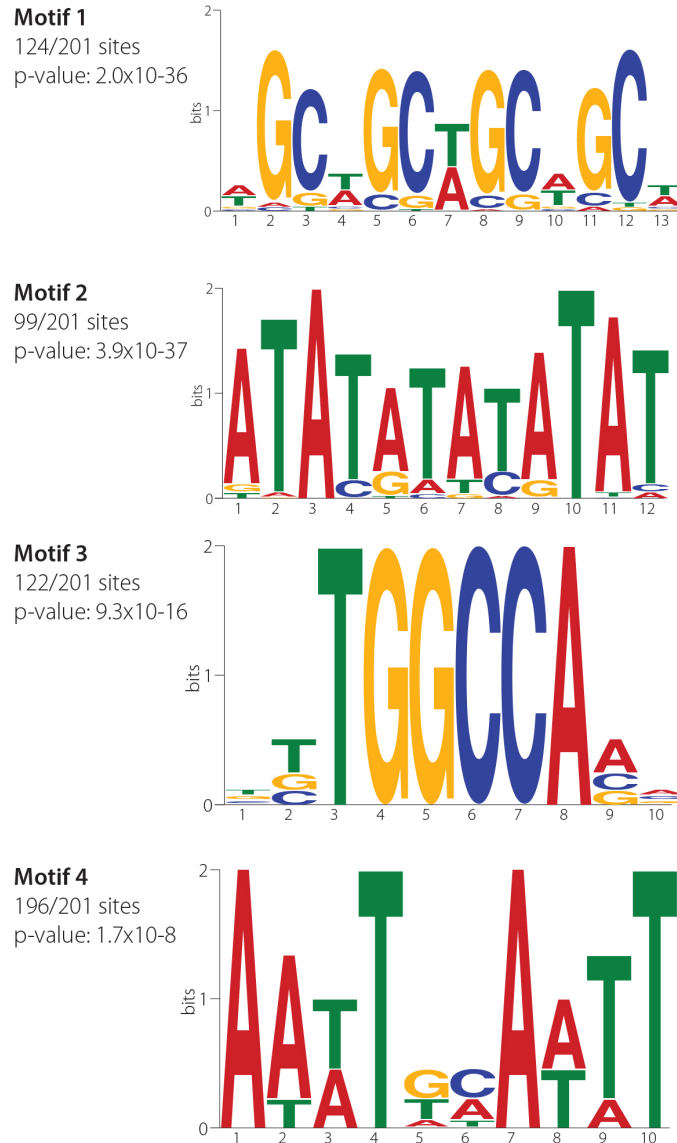 Motif 1
124/201 sites
p-value: 2.0x10-36
2
1
0
bits
1 2 3 4 5 6 7 8 9 10 11 12 13
Motif 2
99/201 sites
p-value: 3.9x10-37
2
1
0
bits
ATATATATATAT
1 2 3 4 5 6 7 8 9 10 11 12
Motif 3
122/201 sites
p-value: 9.3x10-16
2
1
0
bits
TGGCCA
1 2 3 4 5 6 7 8 9 10
Motif 4
196/201 sites
p-value: 1.7x10-8
2
1
0
bits
1 2 3 4 5 6 7 8 9 10